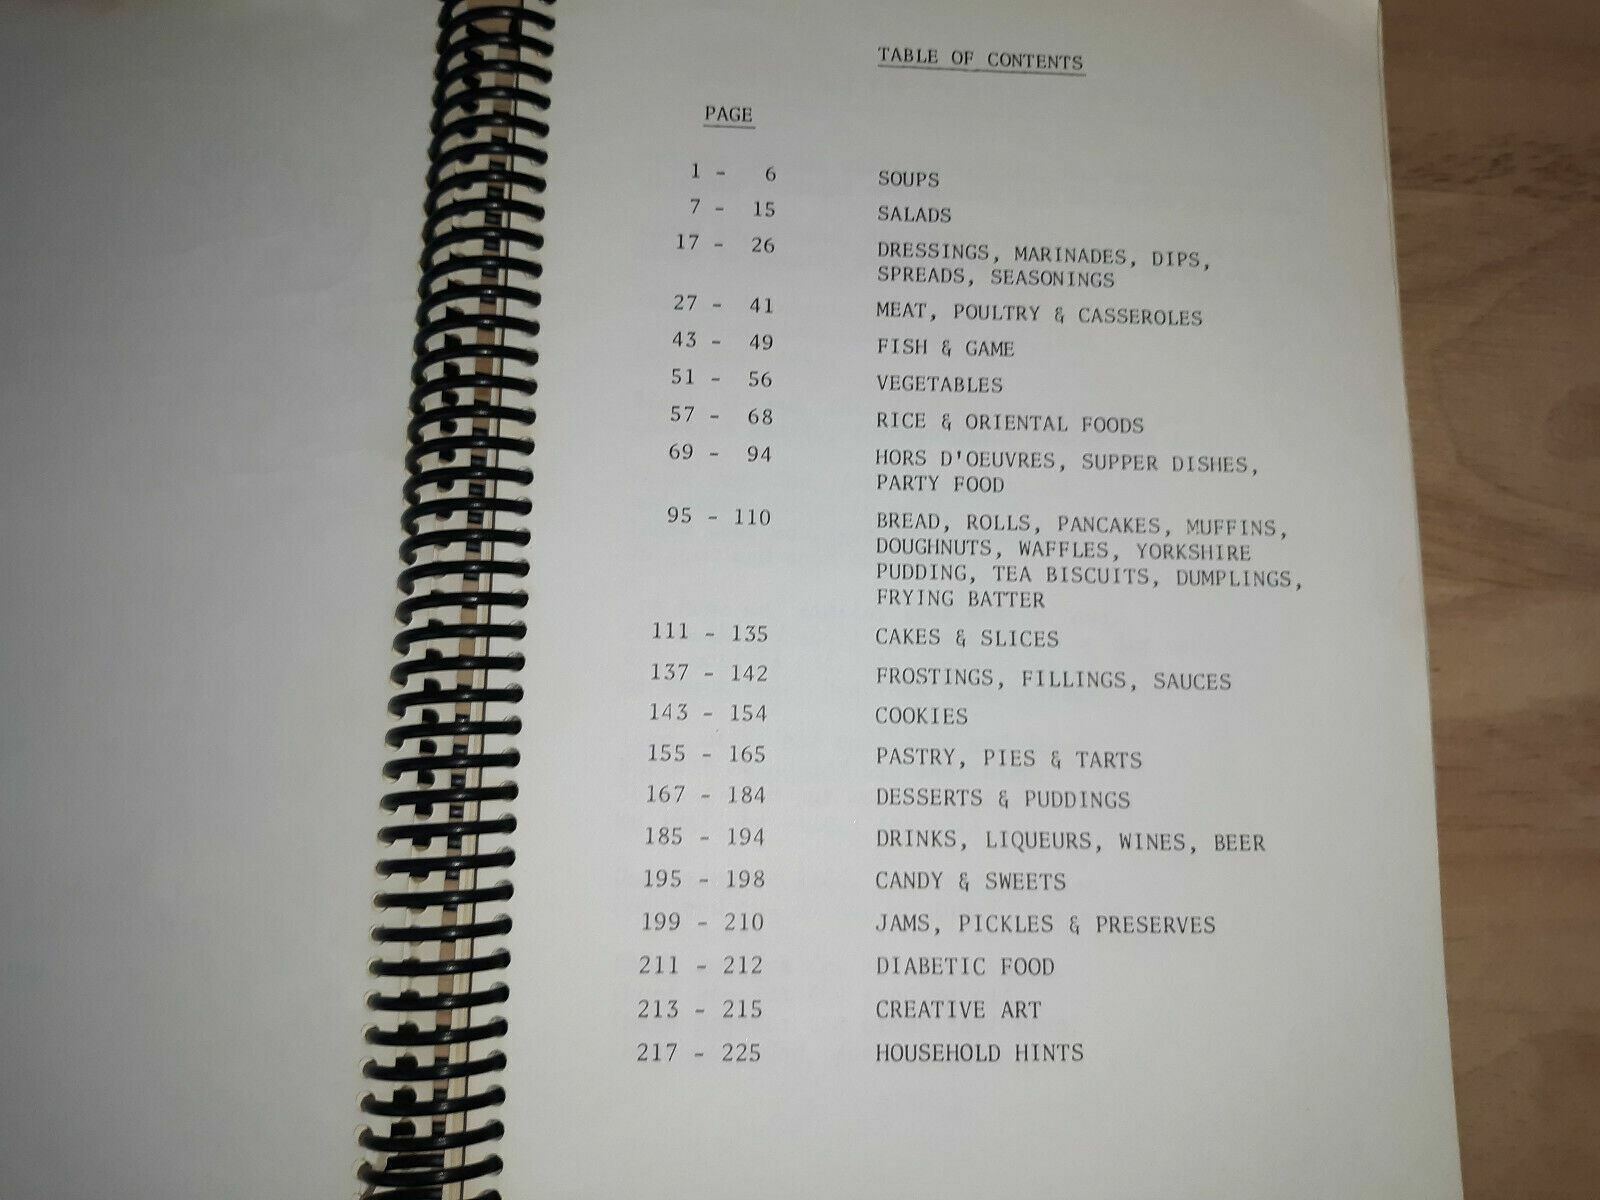 TABLE OF CONTENTS
PAGE
1 - 6 SOUPS
7 - 15 SALADS
17 - 26 DRESSINGS, MARINADES, DIPS,
SPREADS, SEASONINGS
27 - 41 MEAT, POULTRY & CASSEROLES
43 - 49 FISH & GAME
51 - 56 VEGETABLES
57 - 68 RICE & ORIENTAL FOODS
69 - 94 HORS D'OEUVRES, SUPPER DISHES,
PARTY FOOD
95 - 110 BREAD, ROLLS, PANCAKES, MUFFINS,
DOUGHNUTS, WAFFLES, YORKSHIRE
PUDDING, TEA BISCUITS, DUMPLINGS,
FRYING BATTER
111 - 135 CAKES & SLICES
137 - 142 FROSTINGS, FILLINGS, SAUCES
143 - 154 COOKIES
155 - 165 PASTRY, PIES & TARTS
167 - 184 DESSERTS & PUDDINGS
185 - 194 DRINKS, LIQUEURS, WINES, BEER
195 - 198 CANDY & SWEETS
199 - 210 JAMS, PICKLES & PRESERVES
211 - 212 DIABETIC FOOD
213 - 215 CREATIVE ART
217 - 225 HOUSEHOLD HINTS